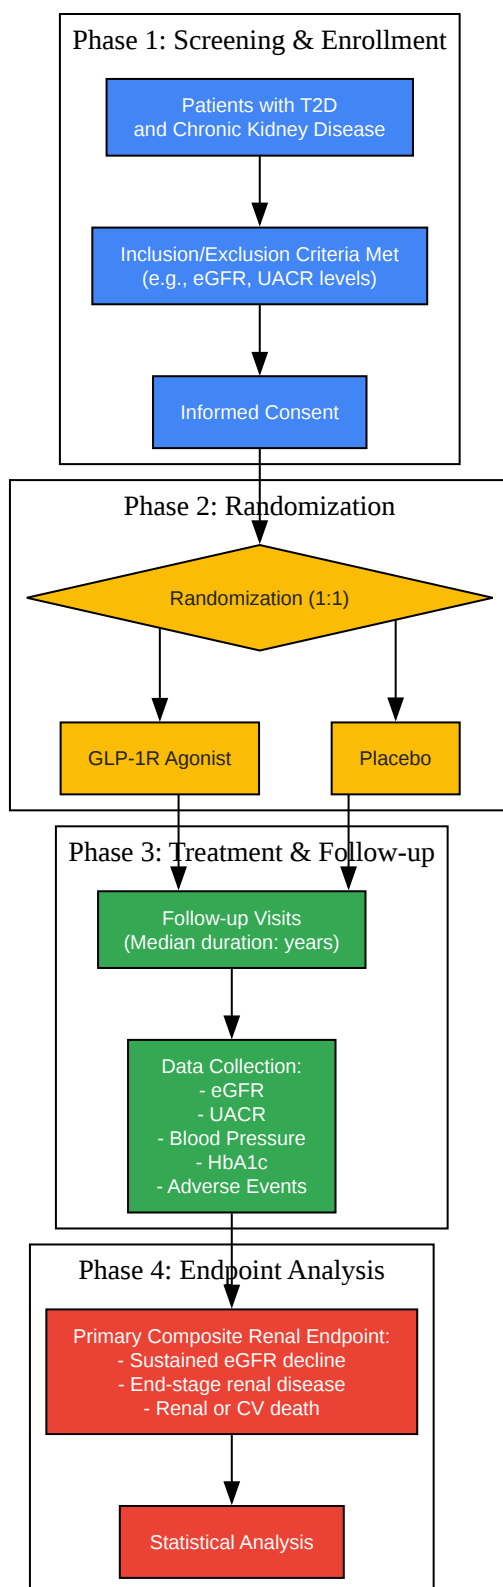 Phase 1: Screening & Enrollment
Patients with T2D
and Chronic Kidney Disease
Inclusion/Exclusion Criteria Met
(e.g., eGFR, UACR levels)
Informed Consent
Phase 2: Randomization
Randomization (1:1)
GLP-1R Agonist
Placebo
Phase 3: Treatment & Follow-up
Follow-up Visits
(Median duration: years)
Data Collection:
- eGFR
- UACR
- Blood Pressure
- HbA1c
- Adverse Events
Phase 4: Endpoint Analysis
Primary Composite Renal Endpoint:
- Sustained eGFR decline
- End-stage renal disease
- Renal or CV death
Statistical Analysis